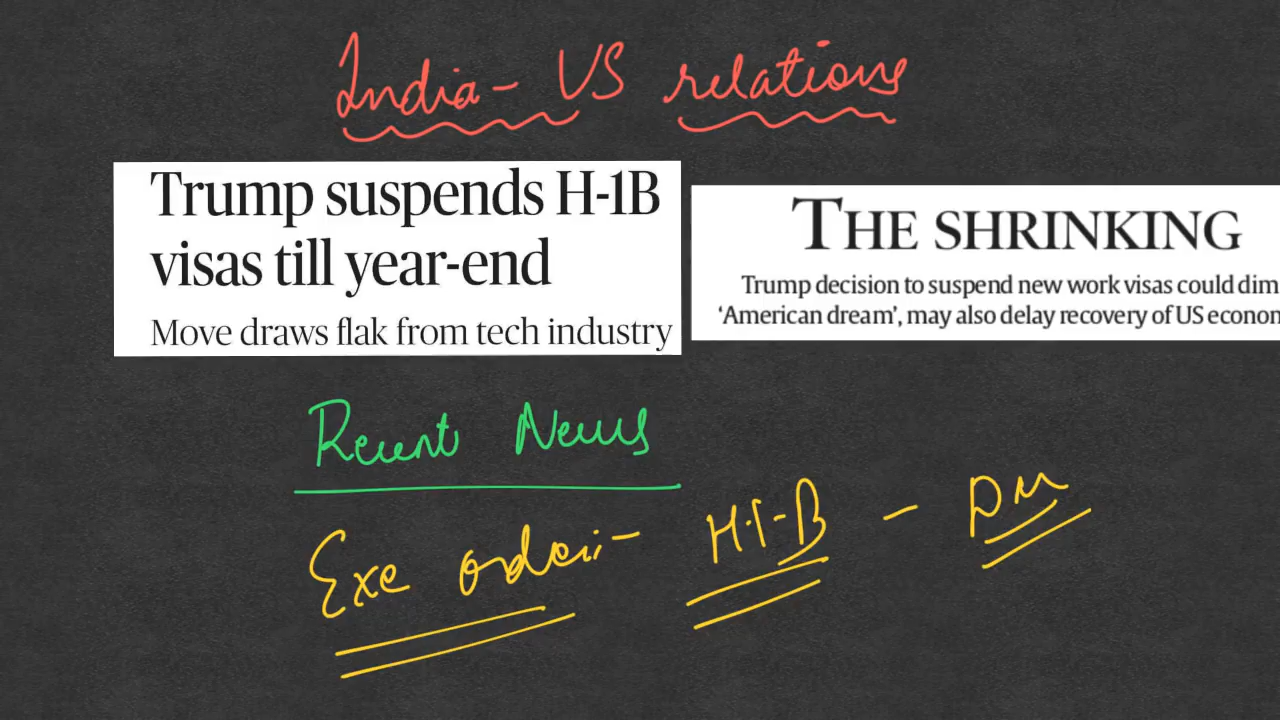 India - US relations
Trump suspends H-1B
visas till year-end
Move draws flak from tech industry
THE SHRINKING
Trump decision to suspend new work visas could dim
'American dream', may also delay recovery of US econom
Recent News
Exe order:- H-1-B -